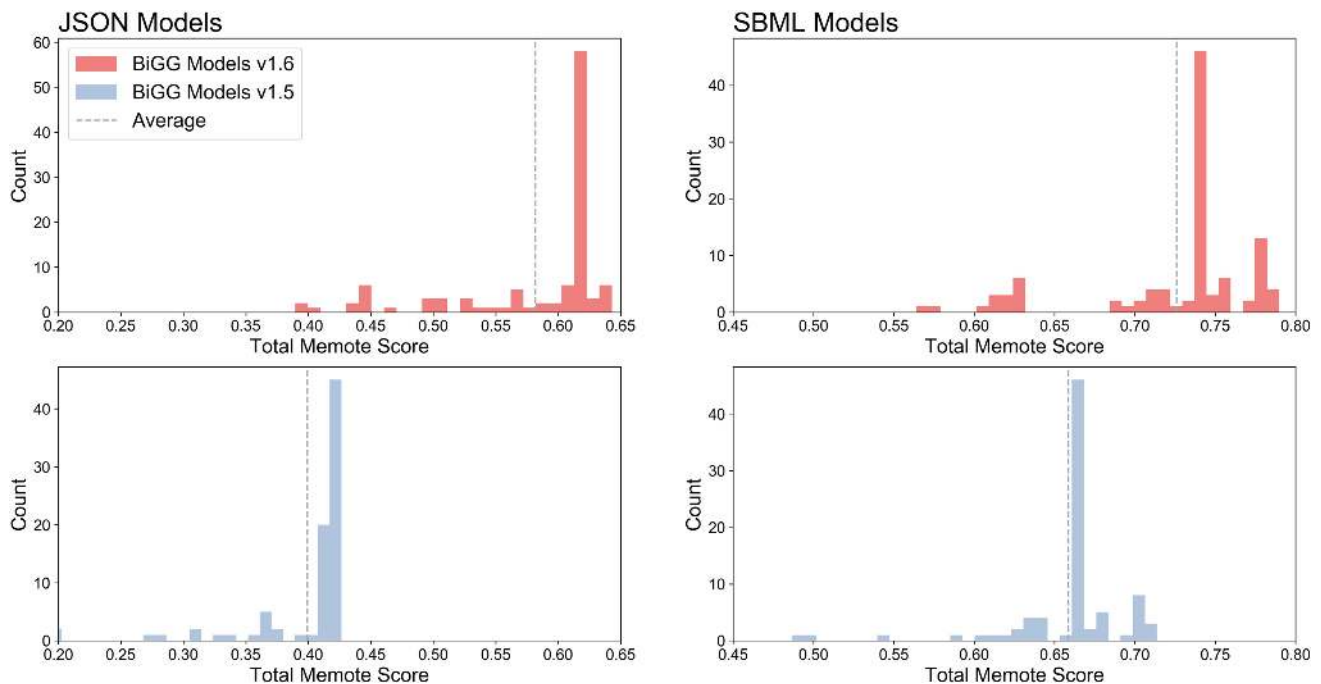 JSON Models
SBML Models
60
50
40
30
20
10
0
Count
BiGG Models v1.6
BiGG Models v1.5
Average
0.20 0.25 0.30 0.35 0.40 0.45 0.50 0.55 0.60 0.65
Total Memote Score
40
30
20
10
0
Count
0.45 0.50 0.55 0.60 0.65 0.70 0.75 0.80
Total Memote Score
40
30
20
10
0
Count
0.20 0.25 0.30 0.35 0.40 0.45 0.50 0.55 0.60 0.65
Total Memote Score
40
30
20
10
0
Count
0.45 0.50 0.55 0.60 0.65 0.70 0.75 0.80
Total Memote Score